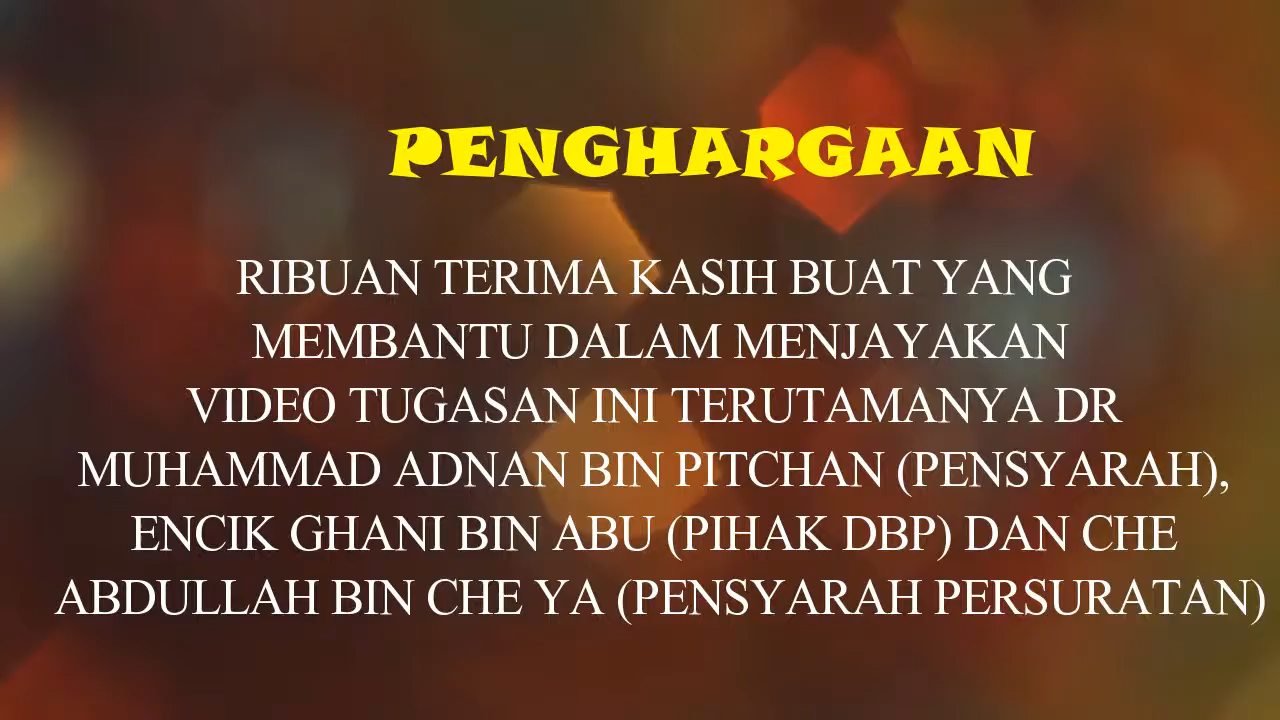 PENGHARGAAN
RIBUAN TERIMA KASIH BUAT YANG
MEMBANTU DALAM MENJAYAKAN
VIDEO TUGASAN INI TERUTAMANYA DR
MUHAMMAD ADNAN BIN PITCHAN (PENSYARAH),
ENCIK GHANI BIN ABU (PIHAK DBP) DAN CHE
ABDULLAH BIN CHE YA (PENSYARAH PERSURATAN)